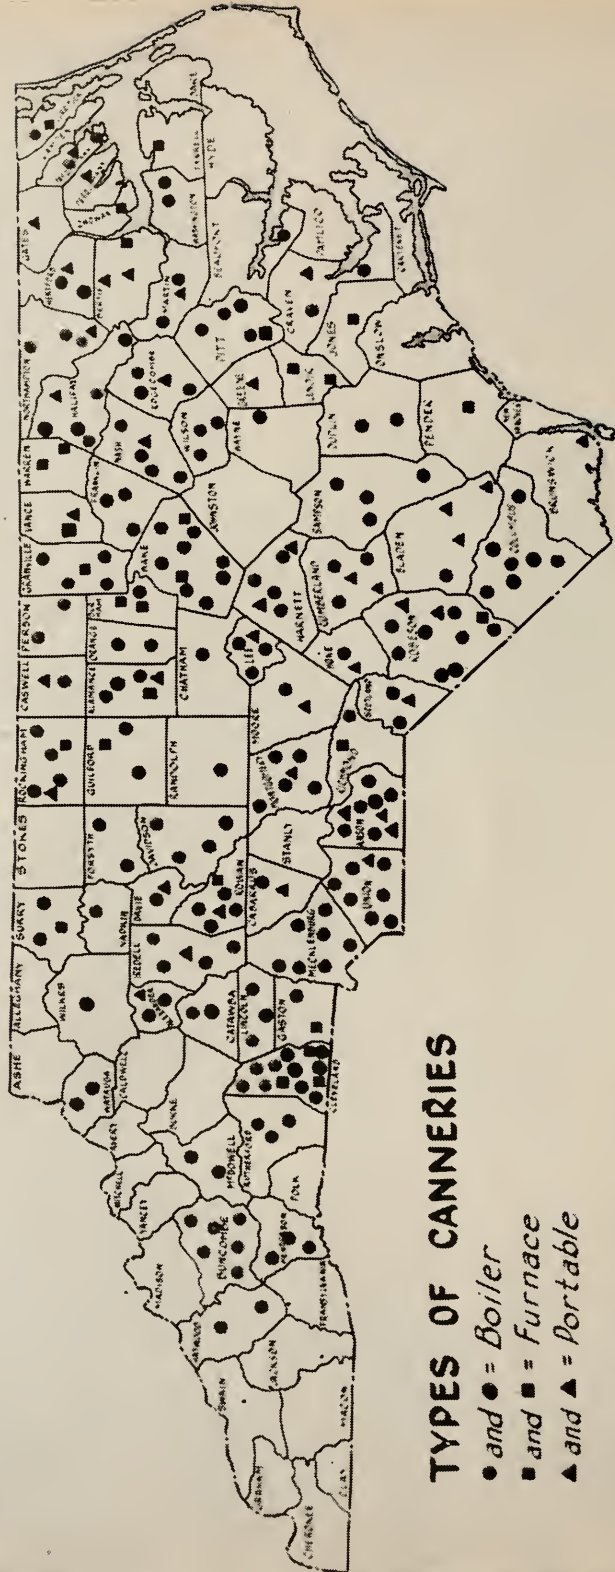 ASHE
ALLEGHANY
SURRY
STOKES
ROCKINGHAM
CASWELL
PERSON
GRANVILLE
VANCE
WARREN
NORTHAMPTON
HERTFORD
GATES
WATAUGA
WILKES
YADKIN
FORSYTH
GUILFORD
ALAMANCE
ORANGE
DURHAM
FRANKLIN
HALIFAX
BERTIE
MITCHELL
AVERY
CALDWELL
ALEXANDER
IREDELL
DAVIE
DAVIDSON
RANDOLPH
CHATHAM
WAKE
NASH
EDGECOMBE
MARTIN
WASHINGTON
TYRRELL
DARE
MADISON
YANCEY
BURKE
CATAWBA
ROWAN
LEE
JOHNSTON
WILSON
PITT
BEAUFORT
HYDE
HAYWOOD
BUNCOMBE
McDOWELL
RUTHERFORD
LINCOLN
CABARRUS
STANLY
MONTGOMERY
MOORE
HARNETT
WAYNE
GREENE
LENOIR
CRAVEN
PAMLICO
GRAHAM
SWAIN
JACKSON
HENDERSON
POLK
CLEVELAND
GASTON
MECKLENBURG
UNION
ANSON
RICHMOND
SCOTLAND
HOKE
CUMBERLAND
SAMPSON
DUPLIN
JONES
ONSLOW
CARTERET
CHEROKEE
CLAY
MACON
TRANSYLVANIA
ROBESON
BLADEN
PENDER
NEW HANOVER
COLUMBUS
BRUNSWICK
TYPES OF CANNERIES
● and ● = Boiler
■ and ■ = Furnace
▲ and ▲ = Portable